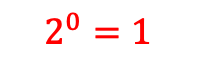 2⁰ = 1